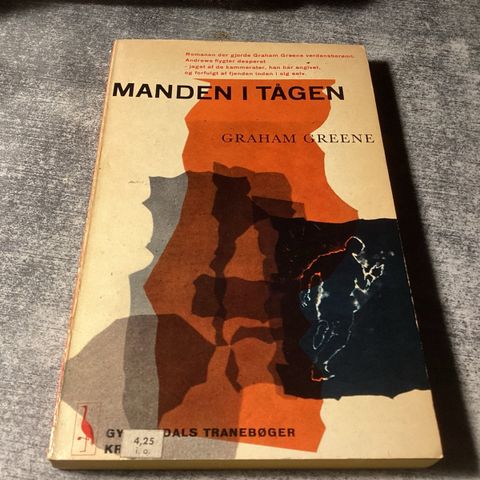 Romanen der gjorde Graham Greene verdensberømt.
Andrews flygter desperat
- jaget af de kammerater, han har angivet,
og forfulgt af fjenden inden i sig selv.
MANDEN I TÅGEN
GRAHAM GREENE
GY DALS TRANEBØGER
KR
4,25
i. o.